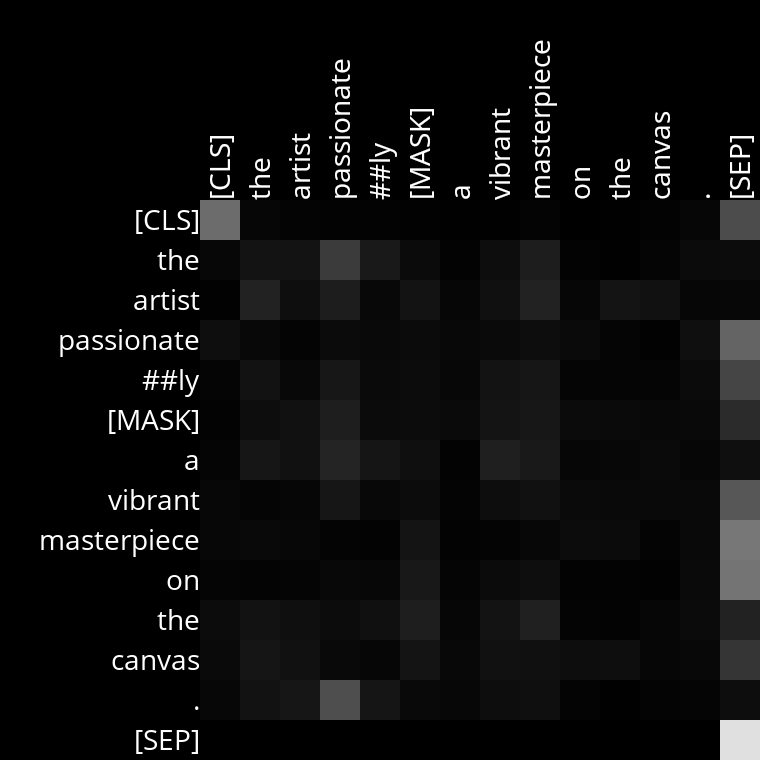 [CLS] the artist passionate ##ly [MASK] a vibrant masterpiece on the canvas . [SEP]
[CLS]
the
artist
passionate
##ly
[MASK]
a
vibrant
masterpiece
on
the
canvas
.
[SEP]